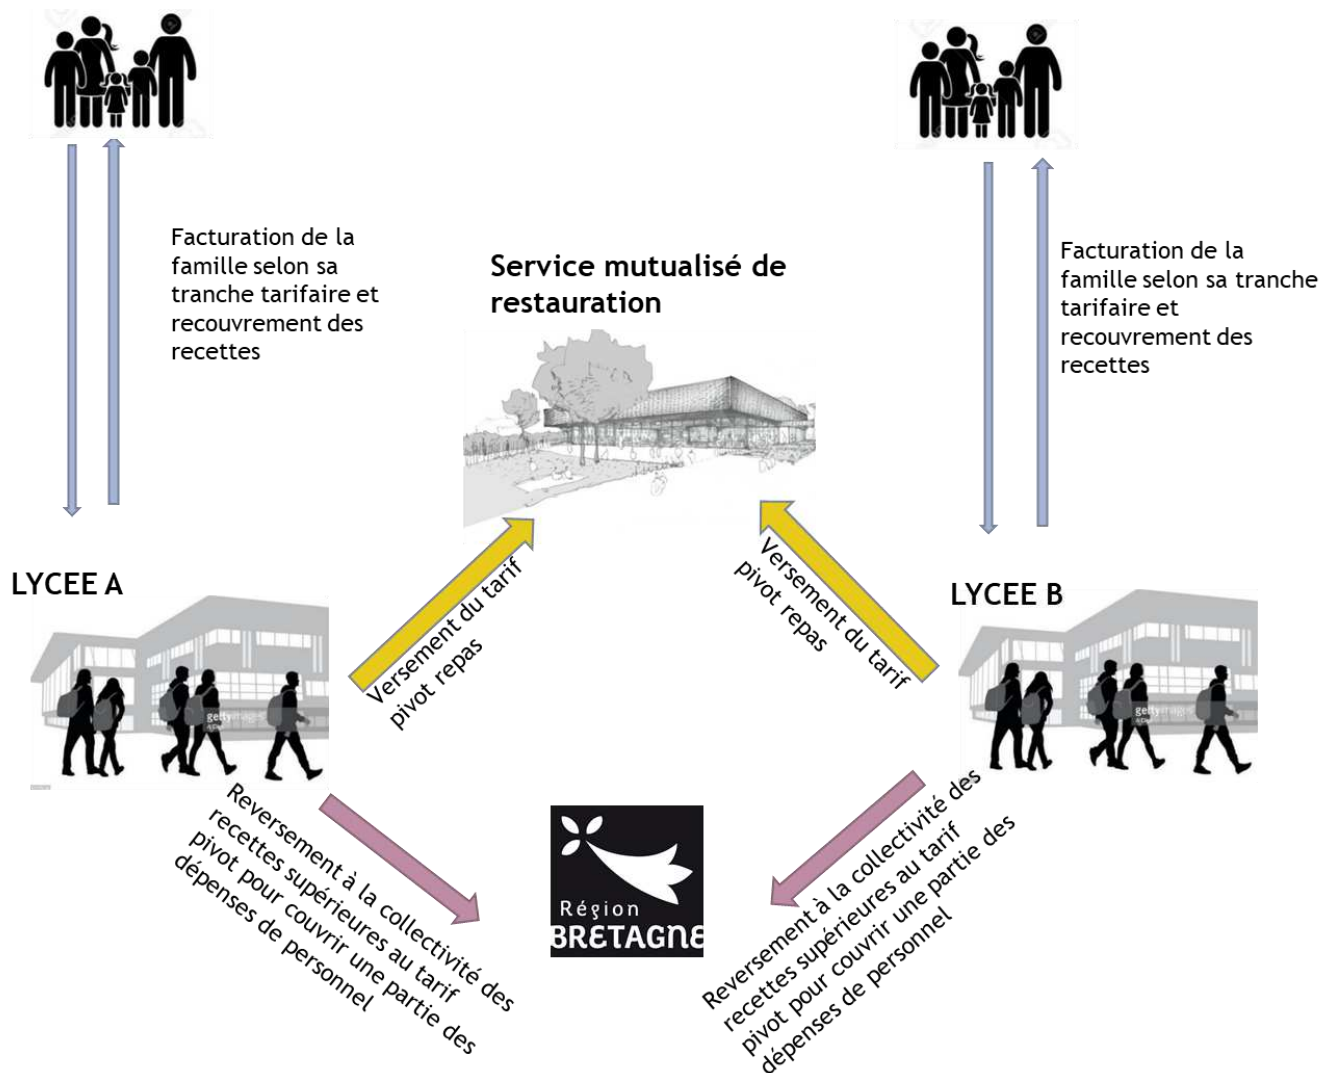 Facturation de la
famille selon sa
tranche tarifaire et
recouvrement des
recettes
Service mutualisé de
restauration
Facturation de la
famille selon sa tranche
tarifaire et
recouvrement des
recettes
LYCEE A
Versement du tarif
pivot repas
Versement du tarif
pivot repas
LYCEE B
gettyimages
gettyimages
Reversement à la collectivité des
recettes supérieures au tarif
pivot pour couvrir une partie des
dépenses de personnel
Région
BRETAGNE
Reversement à la collectivité des
recettes supérieures au tarif
pivot pour couvrir une partie des
dépenses de personnel